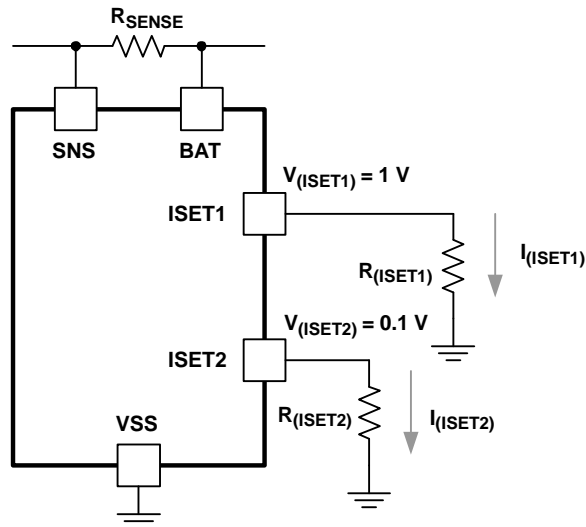 RSENSE
SNS
BAT
V(ISET1) = 1 V
ISET1
R(ISET1)
I(ISET1)
V(ISET2) = 0.1 V
ISET2
R(ISET2)
I(ISET2)
VSS